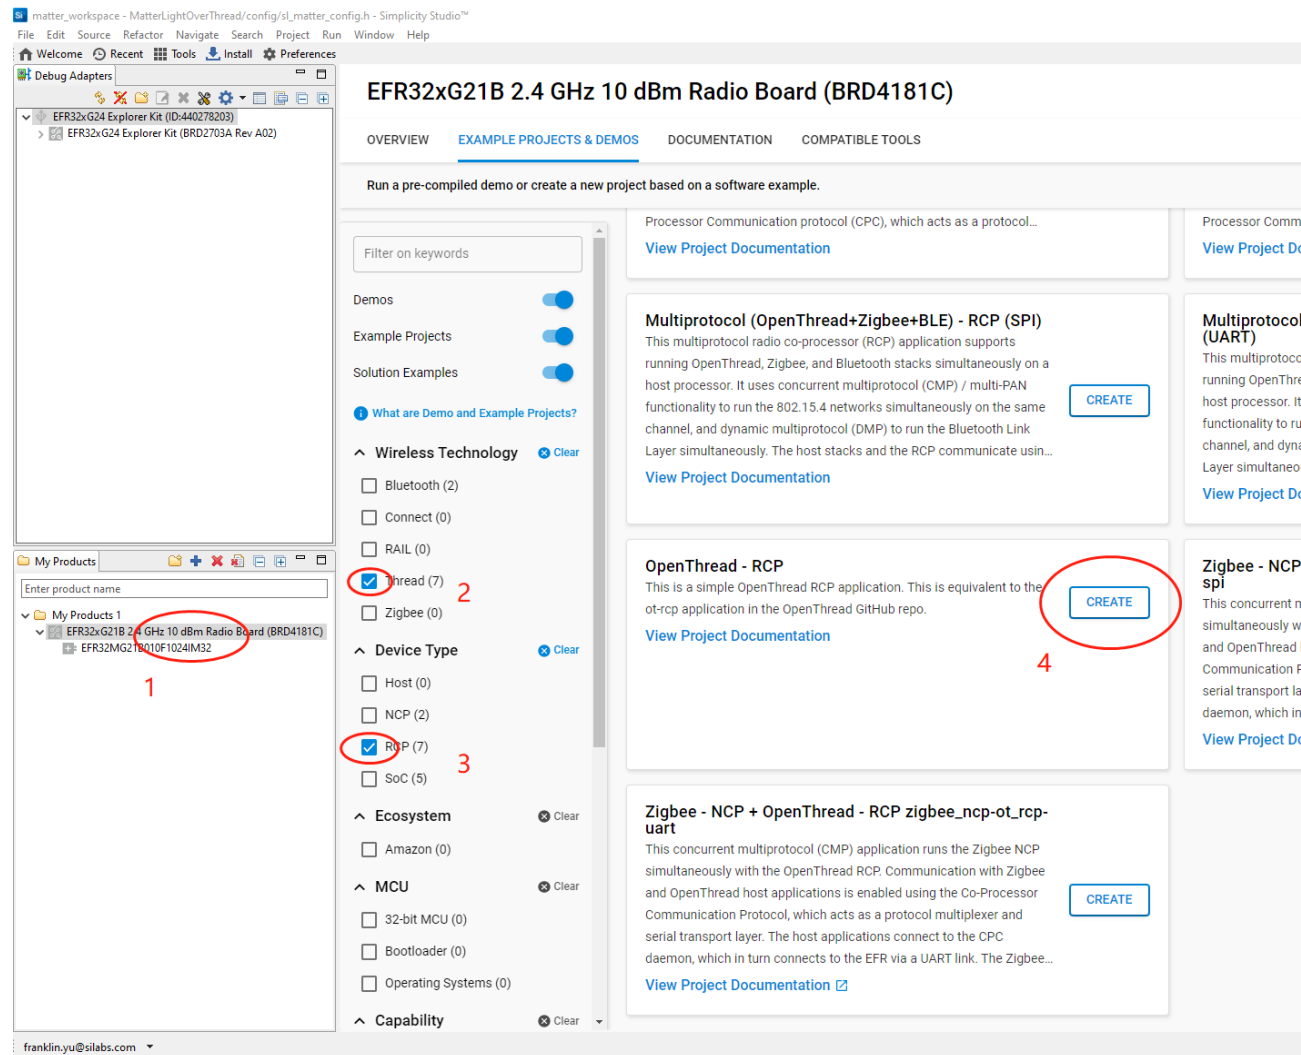 matter_workspace - MatterLightOverThread/config/sl_matter_config.h - Simplicity Studio™
File Edit Source Refactor Navigate Search Project Run Window Help
Welcome Recent Tools Install Preferences
Debug Adapters
EFR32xG24 Explorer Kit (ID:440278203)
EFR32xG24 Explorer Kit (BRD2703A Rev A02)
My Products
Enter product name
My Products 1
EFR32xG21B 2.4 GHz 10 dBm Radio Board (BRD4181C)
EFR32MG21B010F1024IM32
1
EFR32xG21B 2.4 GHz 10 dBm Radio Board (BRD4181C)
OVERVIEW EXAMPLE PROJECTS & DEMOS DOCUMENTATION COMPATIBLE TOOLS
Run a pre-compiled demo or create a new project based on a software example.
Filter on keywords
Demos
Example Projects
Solution Examples
What are Demo and Example Projects?
Wireless Technology Clear
Bluetooth (2)
Connect (0)
RAIL (0)
Thread (7)
2
Zigbee (0)
Device Type Clear
Host (0)
NCP (2)
RCP (7)
3
SoC (5)
Ecosystem Clear
Amazon (0)
MCU Clear
32-bit MCU (0)
Bootloader (0)
Operating Systems (0)
Capability Clear
Processor Communication protocol (CPC), which acts as a protocol...
View Project Documentation
Multiprotocol (OpenThread+Zigbee+BLE) - RCP (SPI)
This multiprotocol radio co-processor (RCP) application supports
running OpenThread, Zigbee, and Bluetooth stacks simultaneously on a
host processor. It uses concurrent multiprotocol (CMP) / multi-PAN
functionality to run the 802.15.4 networks simultaneously on the same
channel, and dynamic multiprotocol (DMP) to run the Bluetooth Link
Layer simultaneously. The host stacks and the RCP communicate usin...
View Project Documentation
CREATE
OpenThread - RCP
This is a simple OpenThread RCP application. This is equivalent to the
ot-rcp application in the OpenThread GitHub repo.
View Project Documentation
CREATE
4
Zigbee - NCP + OpenThread - RCP zigbee_ncp-ot_rcp-
uart
This concurrent multiprotocol (CMP) application runs the Zigbee NCP
simultaneously with the OpenThread RCP. Communication with Zigbee
and OpenThread host applications is enabled using the Co-Processor
Communication Protocol, which acts as a protocol multiplexer and
serial transport layer. The host applications connect to the CPC
daemon, which in turn connects to the EFR via a UART link. The Zigbee...
View Project Documentation
CREATE
Processor Comm
View Project Do
Multiprotocol
(UART)
This multiprotoco
running OpenThre
host processor. It
functionality to ru
channel, and dyna
Layer simultaneo
View Project Do
Zigbee - NCP
spi
This concurrent m
simultaneously w
and OpenThread
Communication P
serial transport la
daemon, which in
View Project Do
franklin.yu@silabs.com